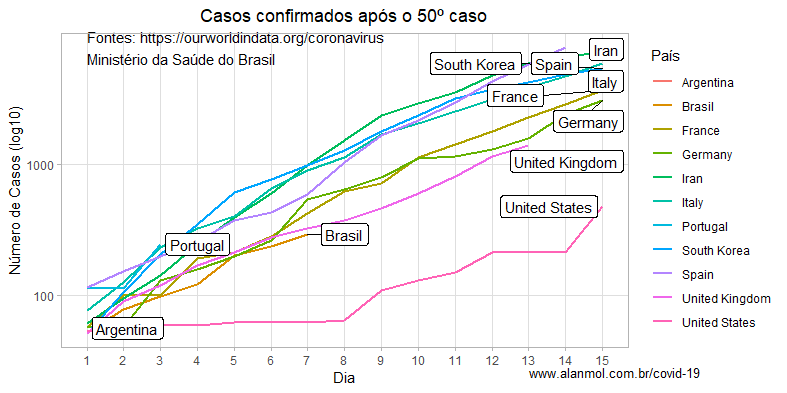 Casos confirmados após o 50º caso
Fontes: https://ourworldindata.org/coronavirus
Ministério da Saúde do Brasil
Número de Casos (log10)
1000
100
Iran
South Korea
Spain
Italy
France
Germany
United Kingdom
United States
Portugal
Brasil
Argentina
1 2 3 4 5 6 7 8 9 10 11 12 13 14 15
Dia
www.alanmol.com.br/covid-19
País
Argentina
Brasil
France
Germany
Iran
Italy
Portugal
South Korea
Spain
United Kingdom
United States